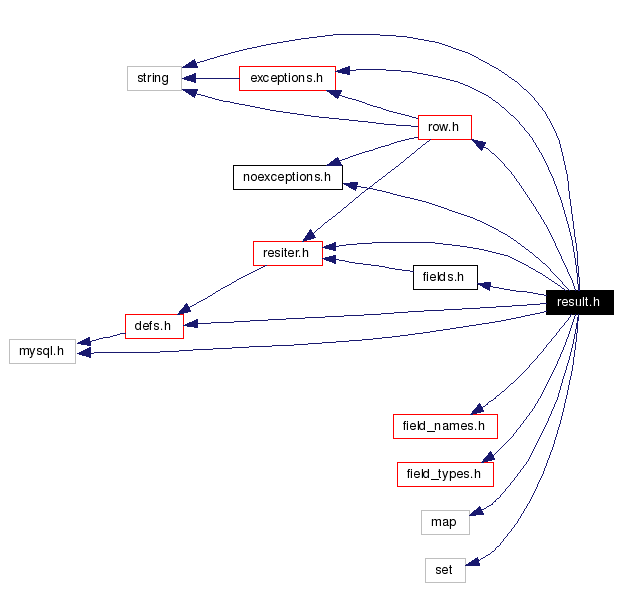 string
exceptions.h
row.h
noexceptions.h
resiter.h
fields.h
result.h
defs.h
mysql.h
field_names.h
field_types.h
map
set